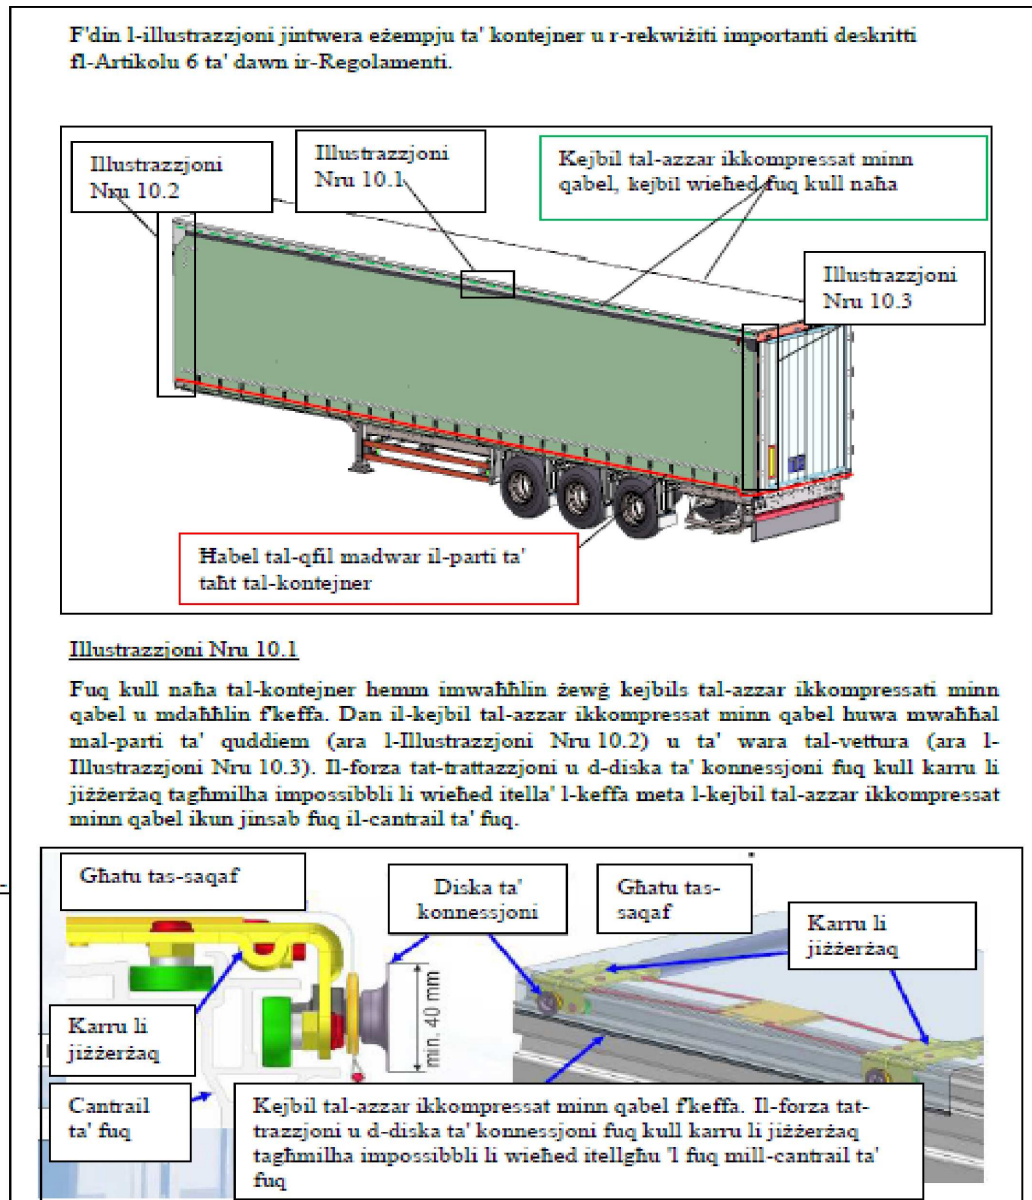 F'din l-illustrazzjoni jintwera eżempju ta' kontejner u r-rekwiżiti importanti deskritti
fl-Artikolu 6 ta' dawn ir-Regolamenti.
Illustrazzjoni
Nru 10.2
Illustrazzjoni
Nru 10.1
Kejbil tal-azzar ikkompressat minn
qabel, kejbil wieħed fuq kull naħa
Illustrazzjoni
Nru 10.3
Ħabel tal-qfil madwar il-parti ta'
taħt tal-kontejner
Illustrazzjoni Nru 10.1
Fuq kull naħa tal-kontejner hemm imwaħħlin żewġ kejbils tal-azzar ikkompressati minn
qabel u mdaħħlin f'keffa. Dan il-kejbil tal-azzar ikkompressat minn qabel huwa mwaħħal
mal-parti ta' quddiem (ara l-Illustrazzjoni Nru 10.2) u ta' wara tal-vettura (ara l-
Illustrazzjoni Nru 10.3). Il-forza tat-trattazzjoni u d-diska ta' konnessjoni fuq kull karru li
jiżżerżaq tagħmilha impossibbli li wieħed itella' l-keffa meta l-kejbil tal-azzar ikkompressat
minn qabel ikun jinsab fuq il-cantrail ta' fuq.
Għatu tas-saqaf
Diska ta'
konnessjoni
Għatu tas-
saqaf
Karru li
jiżżerżaq
min. 40 mm
Karru li
jiżżerżaq
Cantrail
ta' fuq
Kejbil tal-azzar ikkompressat minn qabel f'keffa. Il-forza tat-
trazzjoni u d-diska ta' konnessjoni fuq kull karru li jiżżerżaq
tagħmilha impossibbli li wieħed itellgħu 'l fuq mill-cantrail ta'
fuq